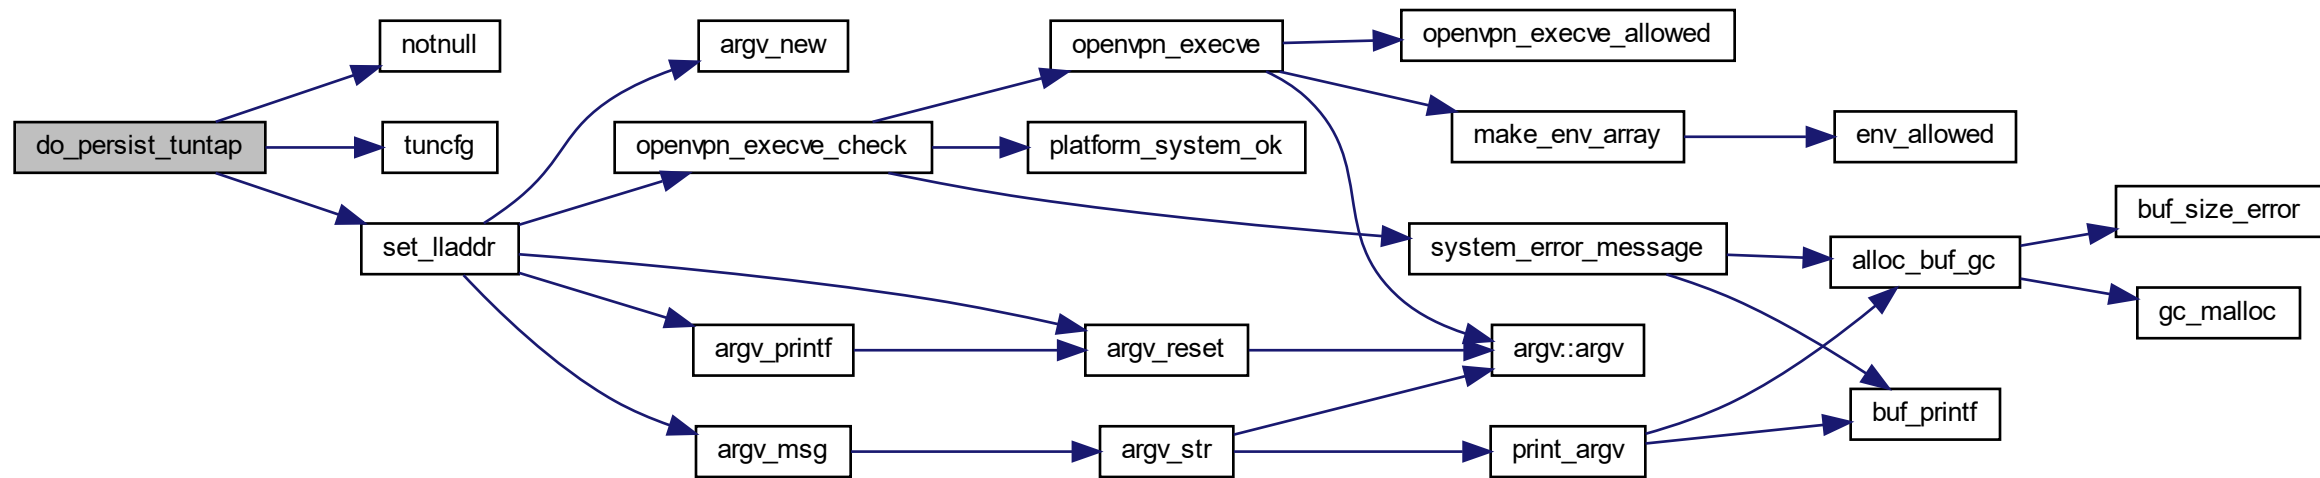 do_persist_tuntap
notnull
tuncfg
set_lladdr
argv_new
openvpn_execve_check
argv_printf
argv_msg
openvpn_execve
platform_system_ok
argv_reset
argv_str
openvpn_execve_allowed
make_env_array
system_error_message
argv::argv
print_argv
env_allowed
alloc_buf_gc
buf_printf
buf_size_error
gc_malloc